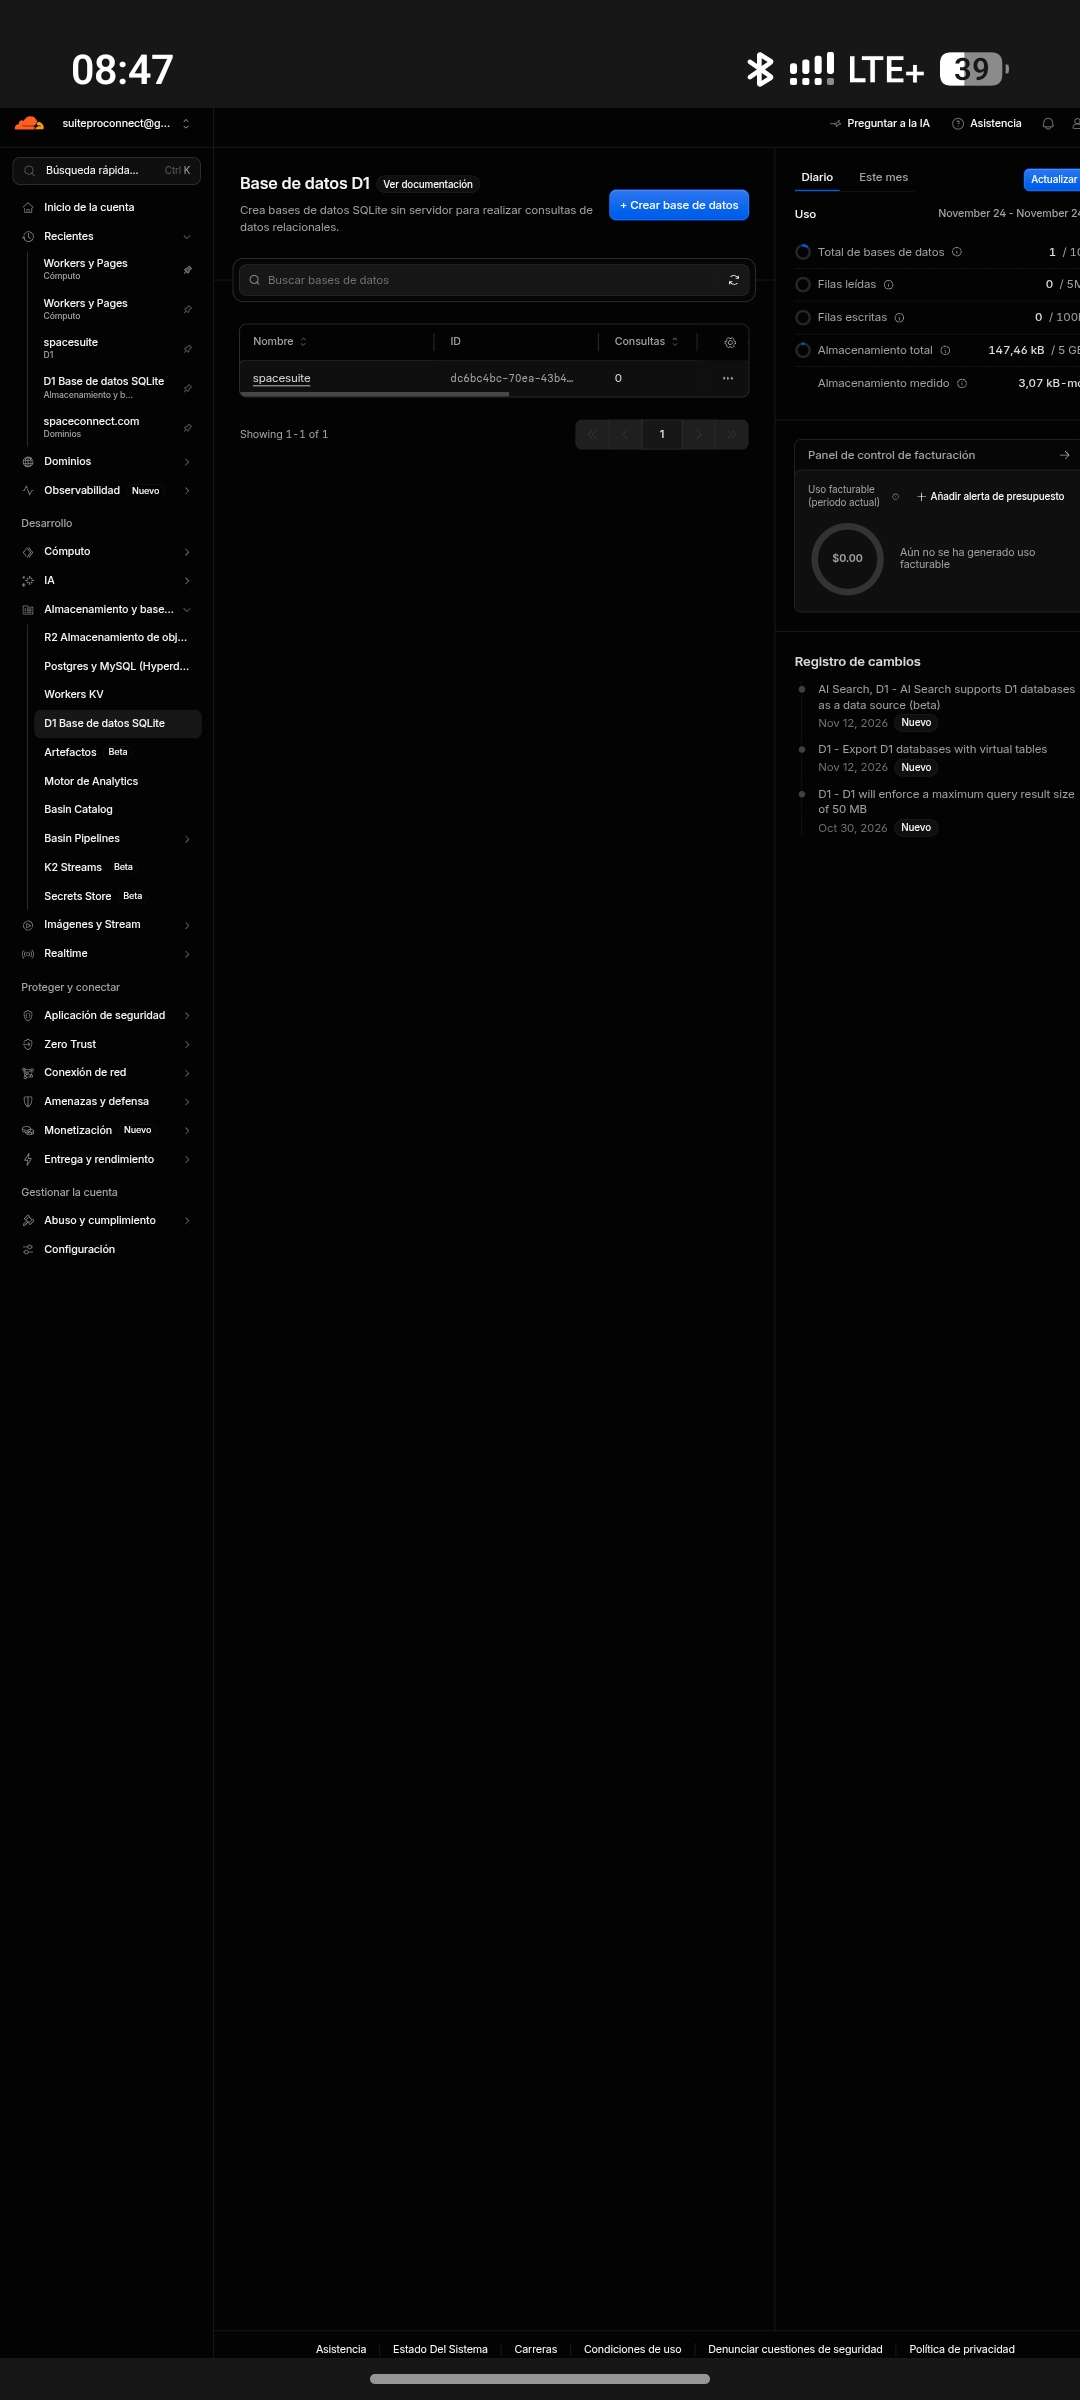 08:47
LTE+
39
suiteproconnect@g...
Preguntar a la IA
Asistencia
Búsqueda rápida...
Ctrl K
Inicio de la cuenta
Recientes
Workers y Pages
Cómputo
Workers y Pages
Cómputo
spacesuite
D1
D1 Base de datos SQLite
Almacenamiento y b...
spaceconnect.com
Dominios
Dominios
Observabilidad Nuevo
Desarrollo
Cómputo
IA
Almacenamiento y base...
R2 Almacenamiento de obj...
Postgres y MySQL (Hyperd...
Workers KV
D1 Base de datos SQLite
Artefactos Beta
Motor de Analytics
Basin Catalog
Basin Pipelines
K2 Streams Beta
Secrets Store Beta
Imágenes y Stream
Realtime
Proteger y conectar
Aplicación de seguridad
Zero Trust
Conexión de red
Amenazas y defensa
Monetización Nuevo
Entrega y rendimiento
Gestionar la cuenta
Abuso y cumplimiento
Configuración
Base de datos D1 Ver documentación
Crea bases de datos SQLite sin servidor para realizar consultas de
datos relacionales.
+ Crear base de datos
Buscar bases de datos
Nombre ID Consultas
spacesuite dc6bc4bc-70ea-43b4... 0 ...
Showing 1-1 of 1
1
Diario Este mes Actualizar
Uso November 24 - November 24
Total de bases de datos 1 / 10
Filas leídas 0 / 5M
Filas escritas 0 / 100
Almacenamiento total 147,46 kB / 5 GB
Almacenamiento medido 3,07 kB-mo
Panel de control de facturación
Uso facturable
(periodo actual)
+ Añadir alerta de presupuesto
$0.00
Aún no se ha generado uso
facturable
Registro de cambios
AI Search, D1 - AI Search supports D1 databases
as a data source (beta)
Nov 12, 2026 Nuevo
D1 - Export D1 databases with virtual tables
Nov 12, 2026 Nuevo
D1 - D1 will enforce a maximum query result size
of 50 MB
Oct 30, 2026 Nuevo
Asistencia
Estado Del Sistema
Carreras
Condiciones de uso
Denunciar cuestiones de seguridad
Política de privacidad